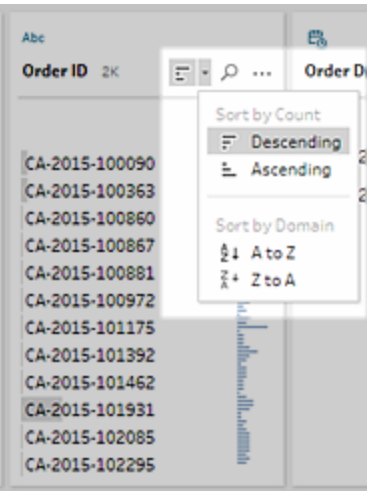 Abc
Order ID 2K
Order D
Sort by Count
Descending
Ascending
Sort by Domain
A to Z
Z to A
CA-2015-100090
CA-2015-100363
CA-2015-100860
CA-2015-100867
CA-2015-100881
CA-2015-100972
CA-2015-101175
CA-2015-101392
CA-2015-101462
CA-2015-101931
CA-2015-102085
CA-2015-102295